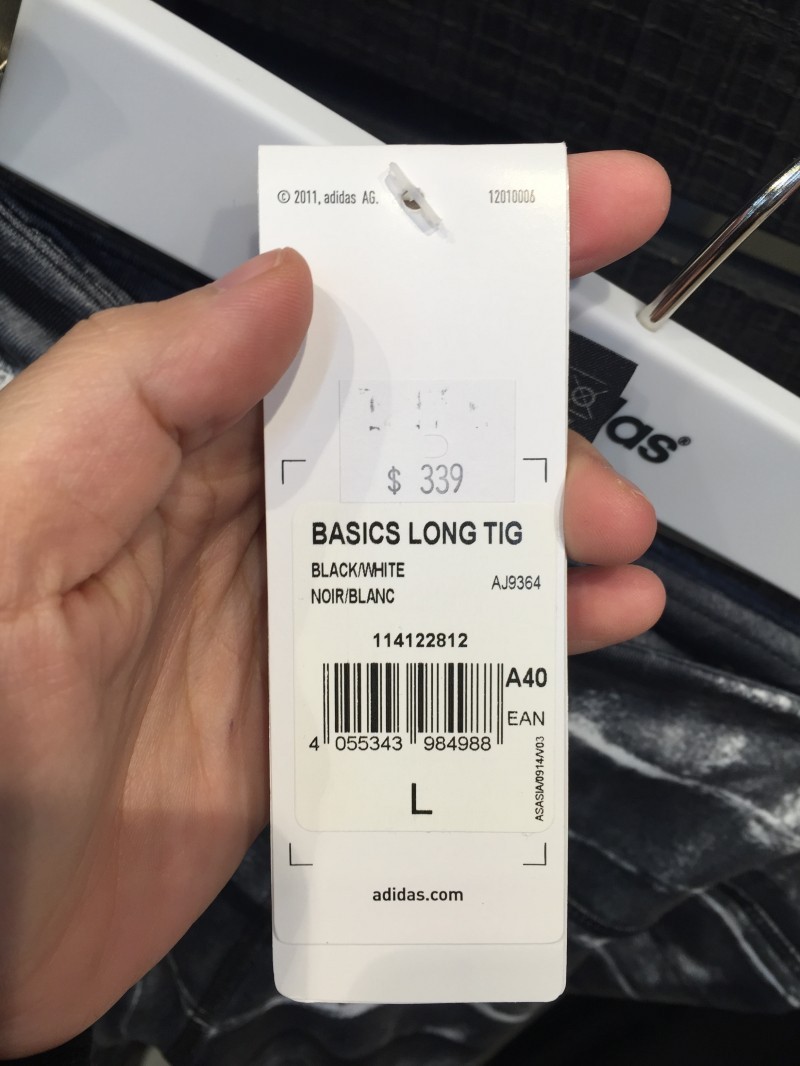 © 2011, adidas AG.
12010006
$ 339
das®
BASICS LONG TIG
BLACK/WHITE
NOIR/BLANC
AJ9364
114122812
A40
EAN
4 055343 984988
ASASIA/0914/V03
L
adidas.com